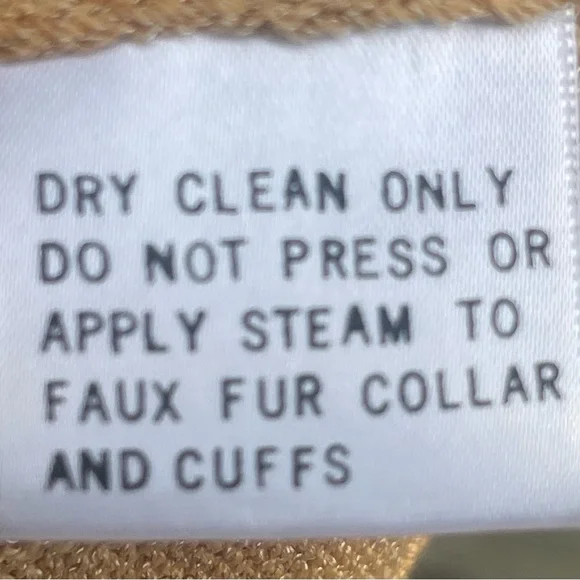 DRY CLEAN ONLY
DO NOT PRESS OR
APPLY STEAM TO
FAUX FUR COLLAR
AND CUFFS